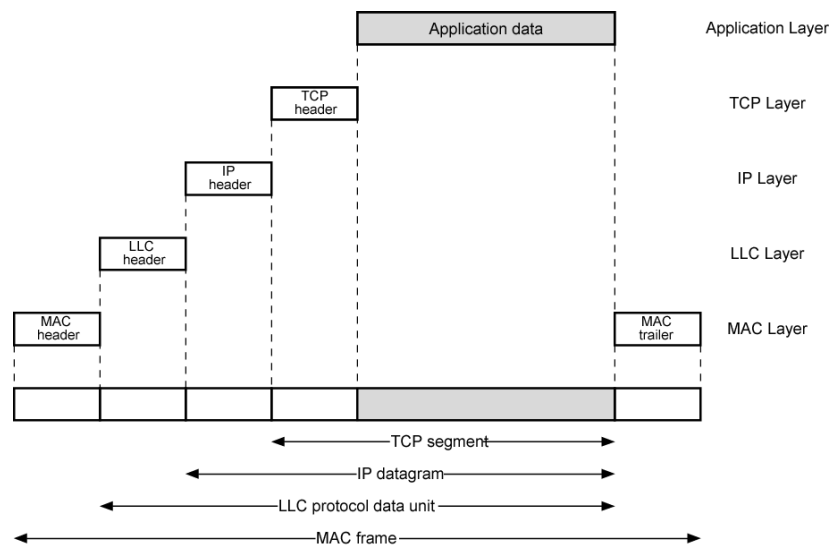 Application data
Application Layer
TCP
header
TCP Layer
IP
header
IP Layer
LLC
header
LLC Layer
MAC
header
MAC
trailer
MAC Layer
TCP segment
IP datagram
LLC protocol data unit
MAC frame